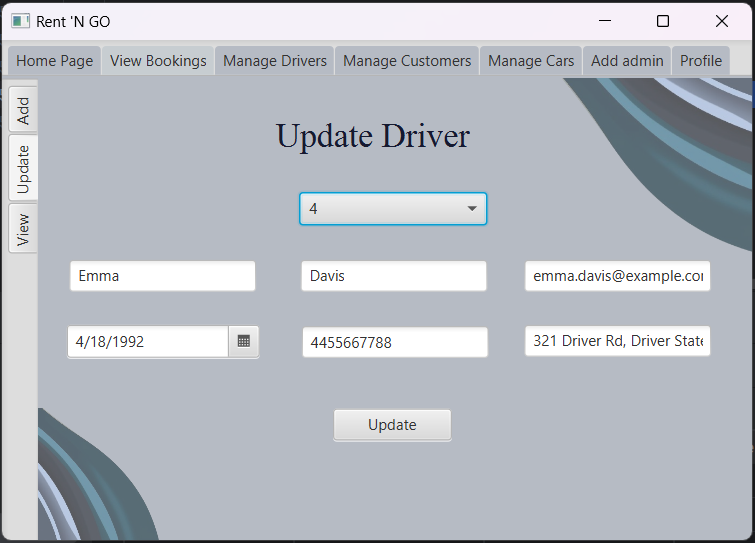 Rent 'N GO
Home Page View Bookings Manage Drivers Manage Customers Manage Cars Add admin Profile
Add
Update
View
Update Driver
4
Emma Davis emma.davis@example.co
4/18/1992 4455667788 321 Driver Rd, Driver State
Update